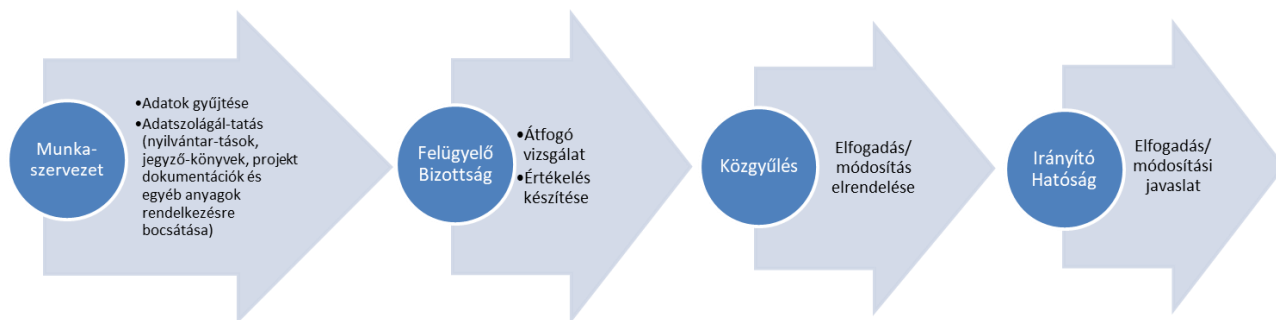 Munka-
szervezet
•Adatok gyűjtése
•Adatszolágál-tatás
(nyilvántar-tások,
jegyző-könyvek, projekt
dokumentációk és
egyéb anyagok
rendelkezésre
bocsátása)
Felügyelő
Bizottság
•Átfogó
vizsgálat
•Értékelés
készítése
Közgyűlés
Elfogadás/
módosítás
elrendelése
Irányító
Hatóság
Elfogadás/
módosítási
javaslat